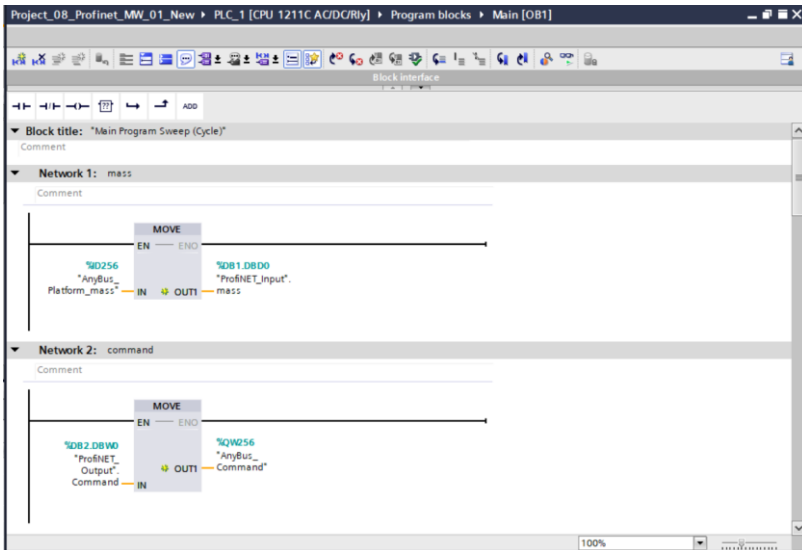 Project_08_Profinet_MW_01_New ▸ PLC_1 [CPU 1211C AC/DC/Rly] ▸ Program blocks ▸ Main [OB1]
Block interface
ADD
Block title: "Main Program Sweep (Cycle)"
Comment
Network 1: mass
Comment
MOVE
EN ENO
%ID256
"AnyBus_
Platform_mass"
IN
OUT1
%DB1.DBD0
"ProfiNET_Input".
mass
Network 2: command
Comment
MOVE
EN ENO
%DB2.DBW0
"ProfiNET_
Output".
Command
IN
OUT1
%QW256
"AnyBus_
Command"
100%